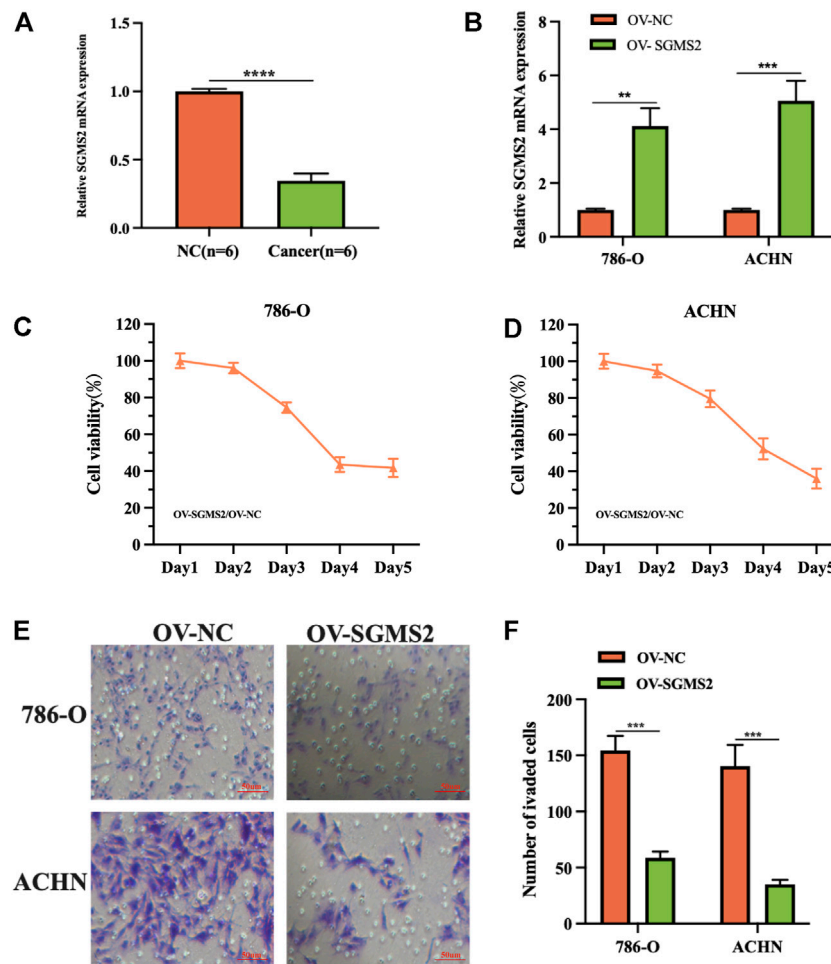 A
Relative SGMS2 mRNA expression
1.5
1.0
0.5
0.0
****
NC(n=6)
Cancer(n=6)
B
OV-NC
OV- SGMS2
Relative SGMS2 mRNA expression
8
6
4
2
0
**
***
786-O
ACHN
C
786-O
Cell viability(%)
120
100
80
60
40
20
0
OV-SGMS2/OV-NC
Day1
Day2
Day3
Day4
Day5
D
ACHN
Cell viability(%)
120
100
80
60
40
20
0
OV-SGMS2/OV-NC
Day1
Day2
Day3
Day4
Day5
E
OV-NC
OV-SGMS2
786-O
50um
50um
ACHN
50um
50um
F
OV-NC
OV-SGMS2
Number of ivaded cells
200
150
100
50
0
***
***
786-O
ACHN